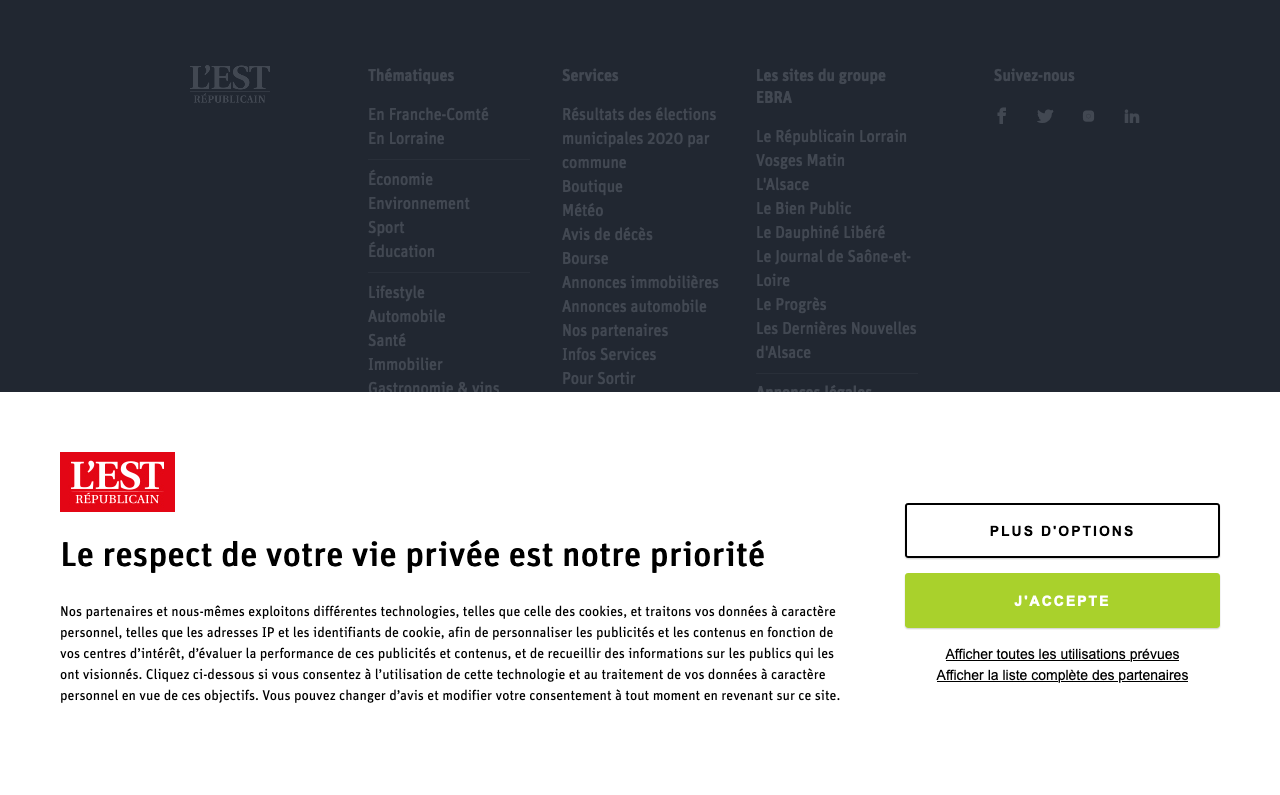 L'EST
RÉPUBLICAIN
Thématiques
En Franche-Comté
En Lorraine
Économie
Environnement
Sport
Éducation
Lifestyle
Automobile
Santé
Immobilier
Gastronomie & vins
Services
Résultats des élections
municipales 2020 par
commune
Boutique
Météo
Avis de décès
Bourse
Annonces immobilières
Annonces automobile
Nos partenaires
Infos Services
Pour Sortir
Les sites du groupe
EBRA
Le Républicain Lorrain
Vosges Matin
L'Alsace
Le Bien Public
Le Dauphiné Libéré
Le Journal de Saône-et-
Loire
Le Progrès
Les Dernières Nouvelles
d'Alsace
Annonces légales
Suivez-nous
L'EST
RÉPUBLICAIN
Le respect de votre vie privée est notre priorité
Nos partenaires et nous-mêmes exploitons différentes technologies, telles que celle des cookies, et traitons vos données à caractère
personnel, telles que les adresses IP et les identifiants de cookie, afin de personnaliser les publicités et les contenus en fonction de
vos centres d’intérêt, d’évaluer la performance de ces publicités et contenus, et de recueillir des informations sur les publics qui les
ont visionnés. Cliquez ci-dessous si vous consentez à l’utilisation de cette technologie et au traitement de vos données à caractère
personnel en vue de ces objectifs. Vous pouvez changer d’avis et modifier votre consentement à tout moment en revenant sur ce site.
PLUS D'OPTIONS
J'ACCEPTE
Afficher toutes les utilisations prévues
Afficher la liste complète des partenaires